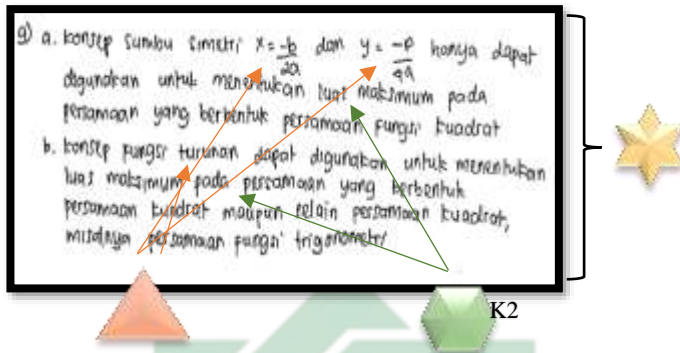 9) a. konsep sumbu simetri x = -b/2a dan y = -D/4a hanya dapat
digunakan untuk menentukan luas maksimum pada
persamaan yang berbentuk persamaan fungsi kuadrat
b. konsep fungsi turunan dapat digunakan untuk menentukan
luas maksimum pada persamaan yang berbentuk
persamaan kuadrat maupun selain persamaan kuadrat,
misalnya persamaan fungsi trigonometri
K2